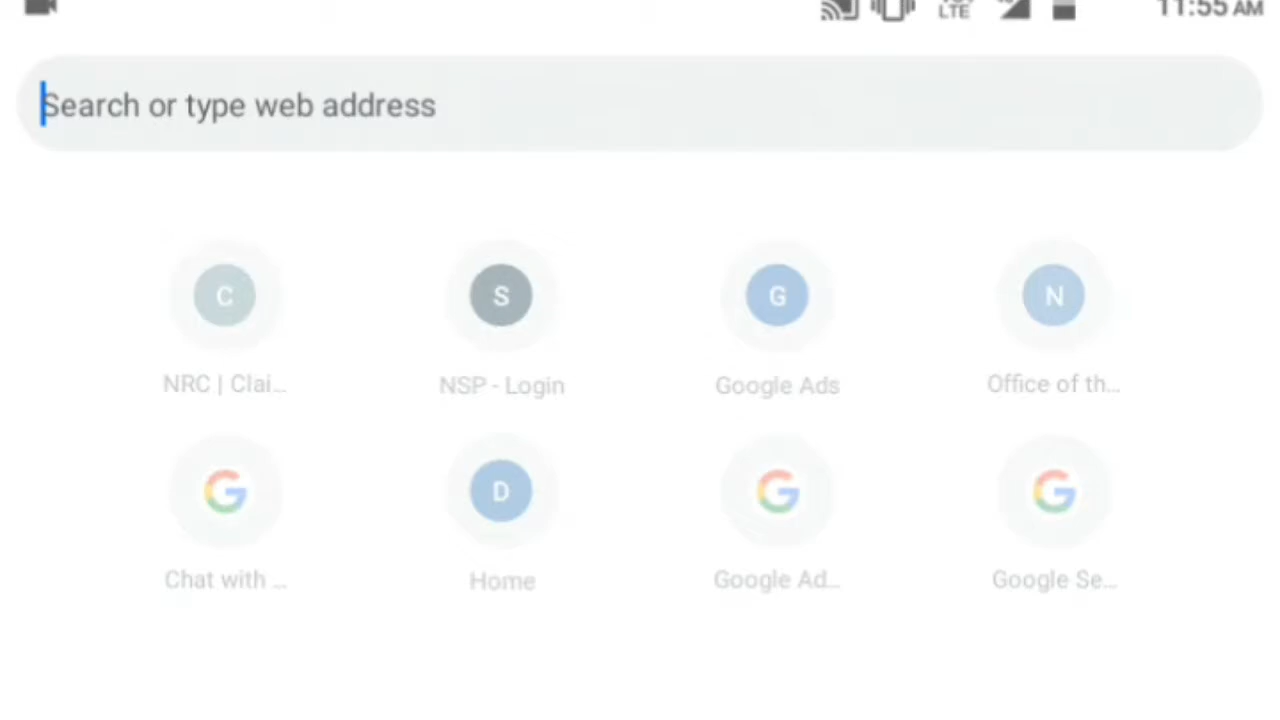 LTE 11:55 AM
Search or type web address
C S G N
NRC | Clai... NSP - Login Google Ads Office of th...
G D G G
Chat with ... Home Google Ad... Google Se...